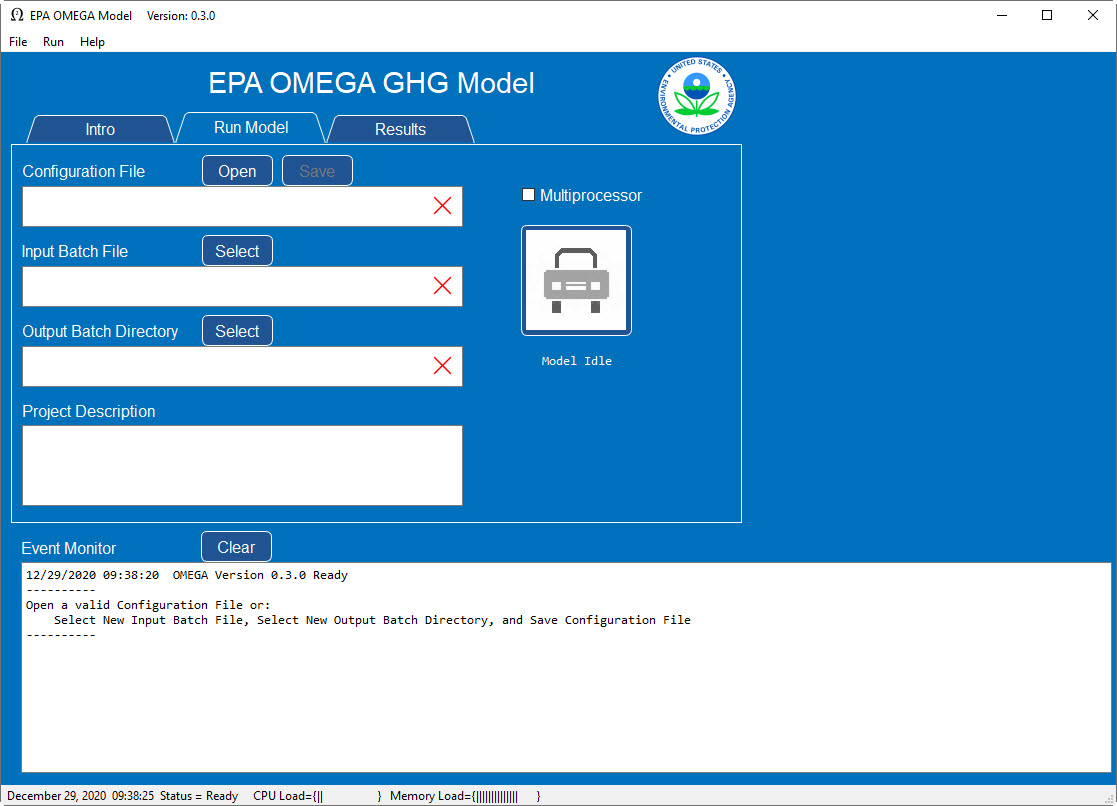 EPA OMEGA Model Version: 0.3.0
File Run Help
EPA OMEGA GHG Model
UNITED STATES
ENVIRONMENTAL PROTECTION AGENCY
Intro Run Model Results
Configuration File Open Save
Multiprocessor
Input Batch File Select
Output Batch Directory Select
Model Idle
Project Description
Event Monitor Clear
12/29/2020 09:38:20  OMEGA Version 0.3.0 Ready
----------
Open a valid Configuration File or:
    Select New Input Batch File, Select New Output Batch Directory, and Save Configuration File
----------
December 29, 2020  09:38:25  Status = Ready  CPU Load={||  }  Memory Load={||||||||||||||  }